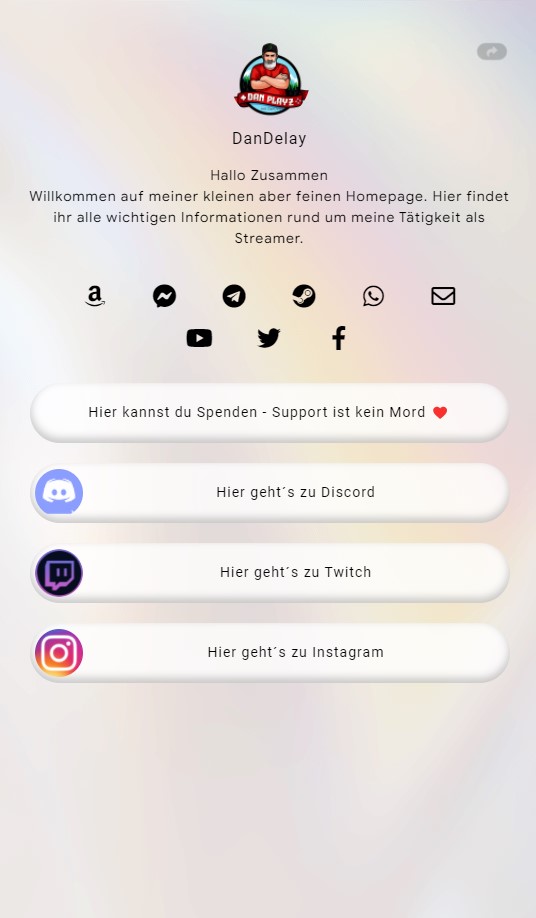 DAN PLAYZ
DanDelay
Hallo Zusammen
Willkommen auf meiner kleinen aber feinen Homepage. Hier findet
ihr alle wichtigen Informationen rund um meine Tätigkeit als
Streamer.
Hier kannst du Spenden - Support ist kein Mord ♥
Hier geht´s zu Discord
Hier geht´s zu Twitch
Hier geht´s zu Instagram